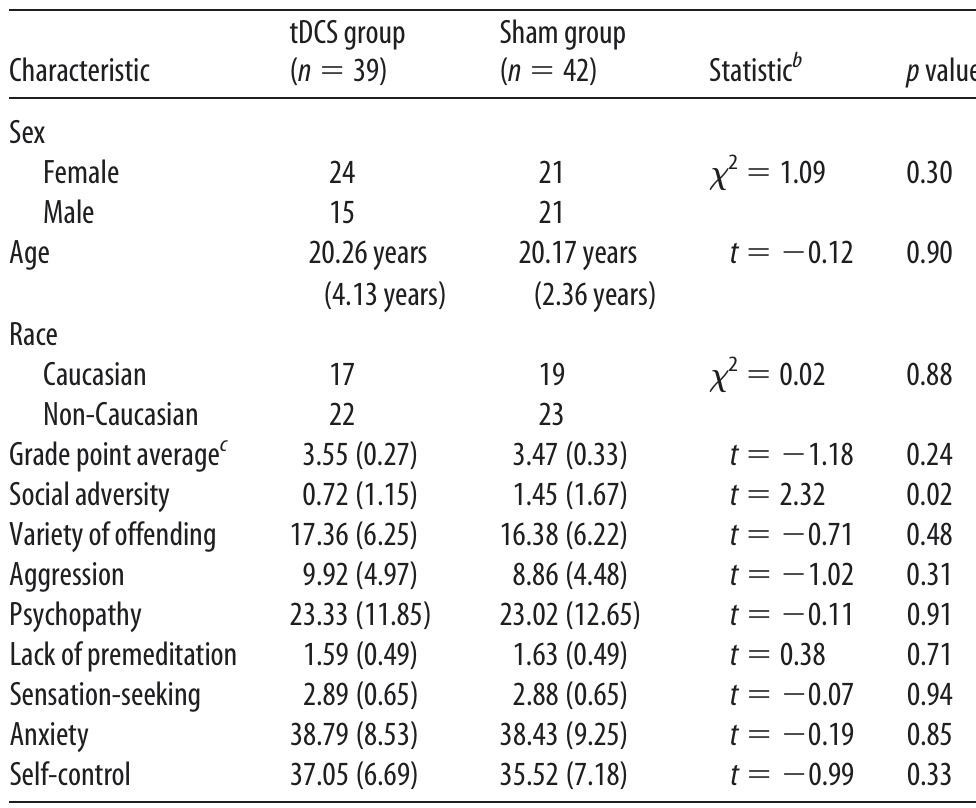 Characteristic tDCS group (n = 39) Sham group (n = 42) Statistic^b p value
Sex
Female 24 21 χ² = 1.09 0.30
Male 15 21
Age 20.26 years 20.17 years t = −0.12 0.90
(4.13 years) (2.36 years)
Race
Caucasian 17 19 χ² = 0.02 0.88
Non-Caucasian 22 23
Grade point average^c 3.55 (0.27) 3.47 (0.33) t = −1.18 0.24
Social adversity 0.72 (1.15) 1.45 (1.67) t = 2.32 0.02
Variety of offending 17.36 (6.25) 16.38 (6.22) t = −0.71 0.48
Aggression 9.92 (4.97) 8.86 (4.48) t = −1.02 0.31
Psychopathy 23.33 (11.85) 23.02 (12.65) t = −0.11 0.91
Lack of premeditation 1.59 (0.49) 1.63 (0.49) t = 0.38 0.71
Sensation-seeking 2.89 (0.65) 2.88 (0.65) t = −0.07 0.94
Anxiety 38.79 (8.53) 38.43 (9.25) t = −0.19 0.85
Self-control 37.05 (6.69) 35.52 (7.18) t = −0.99 0.33